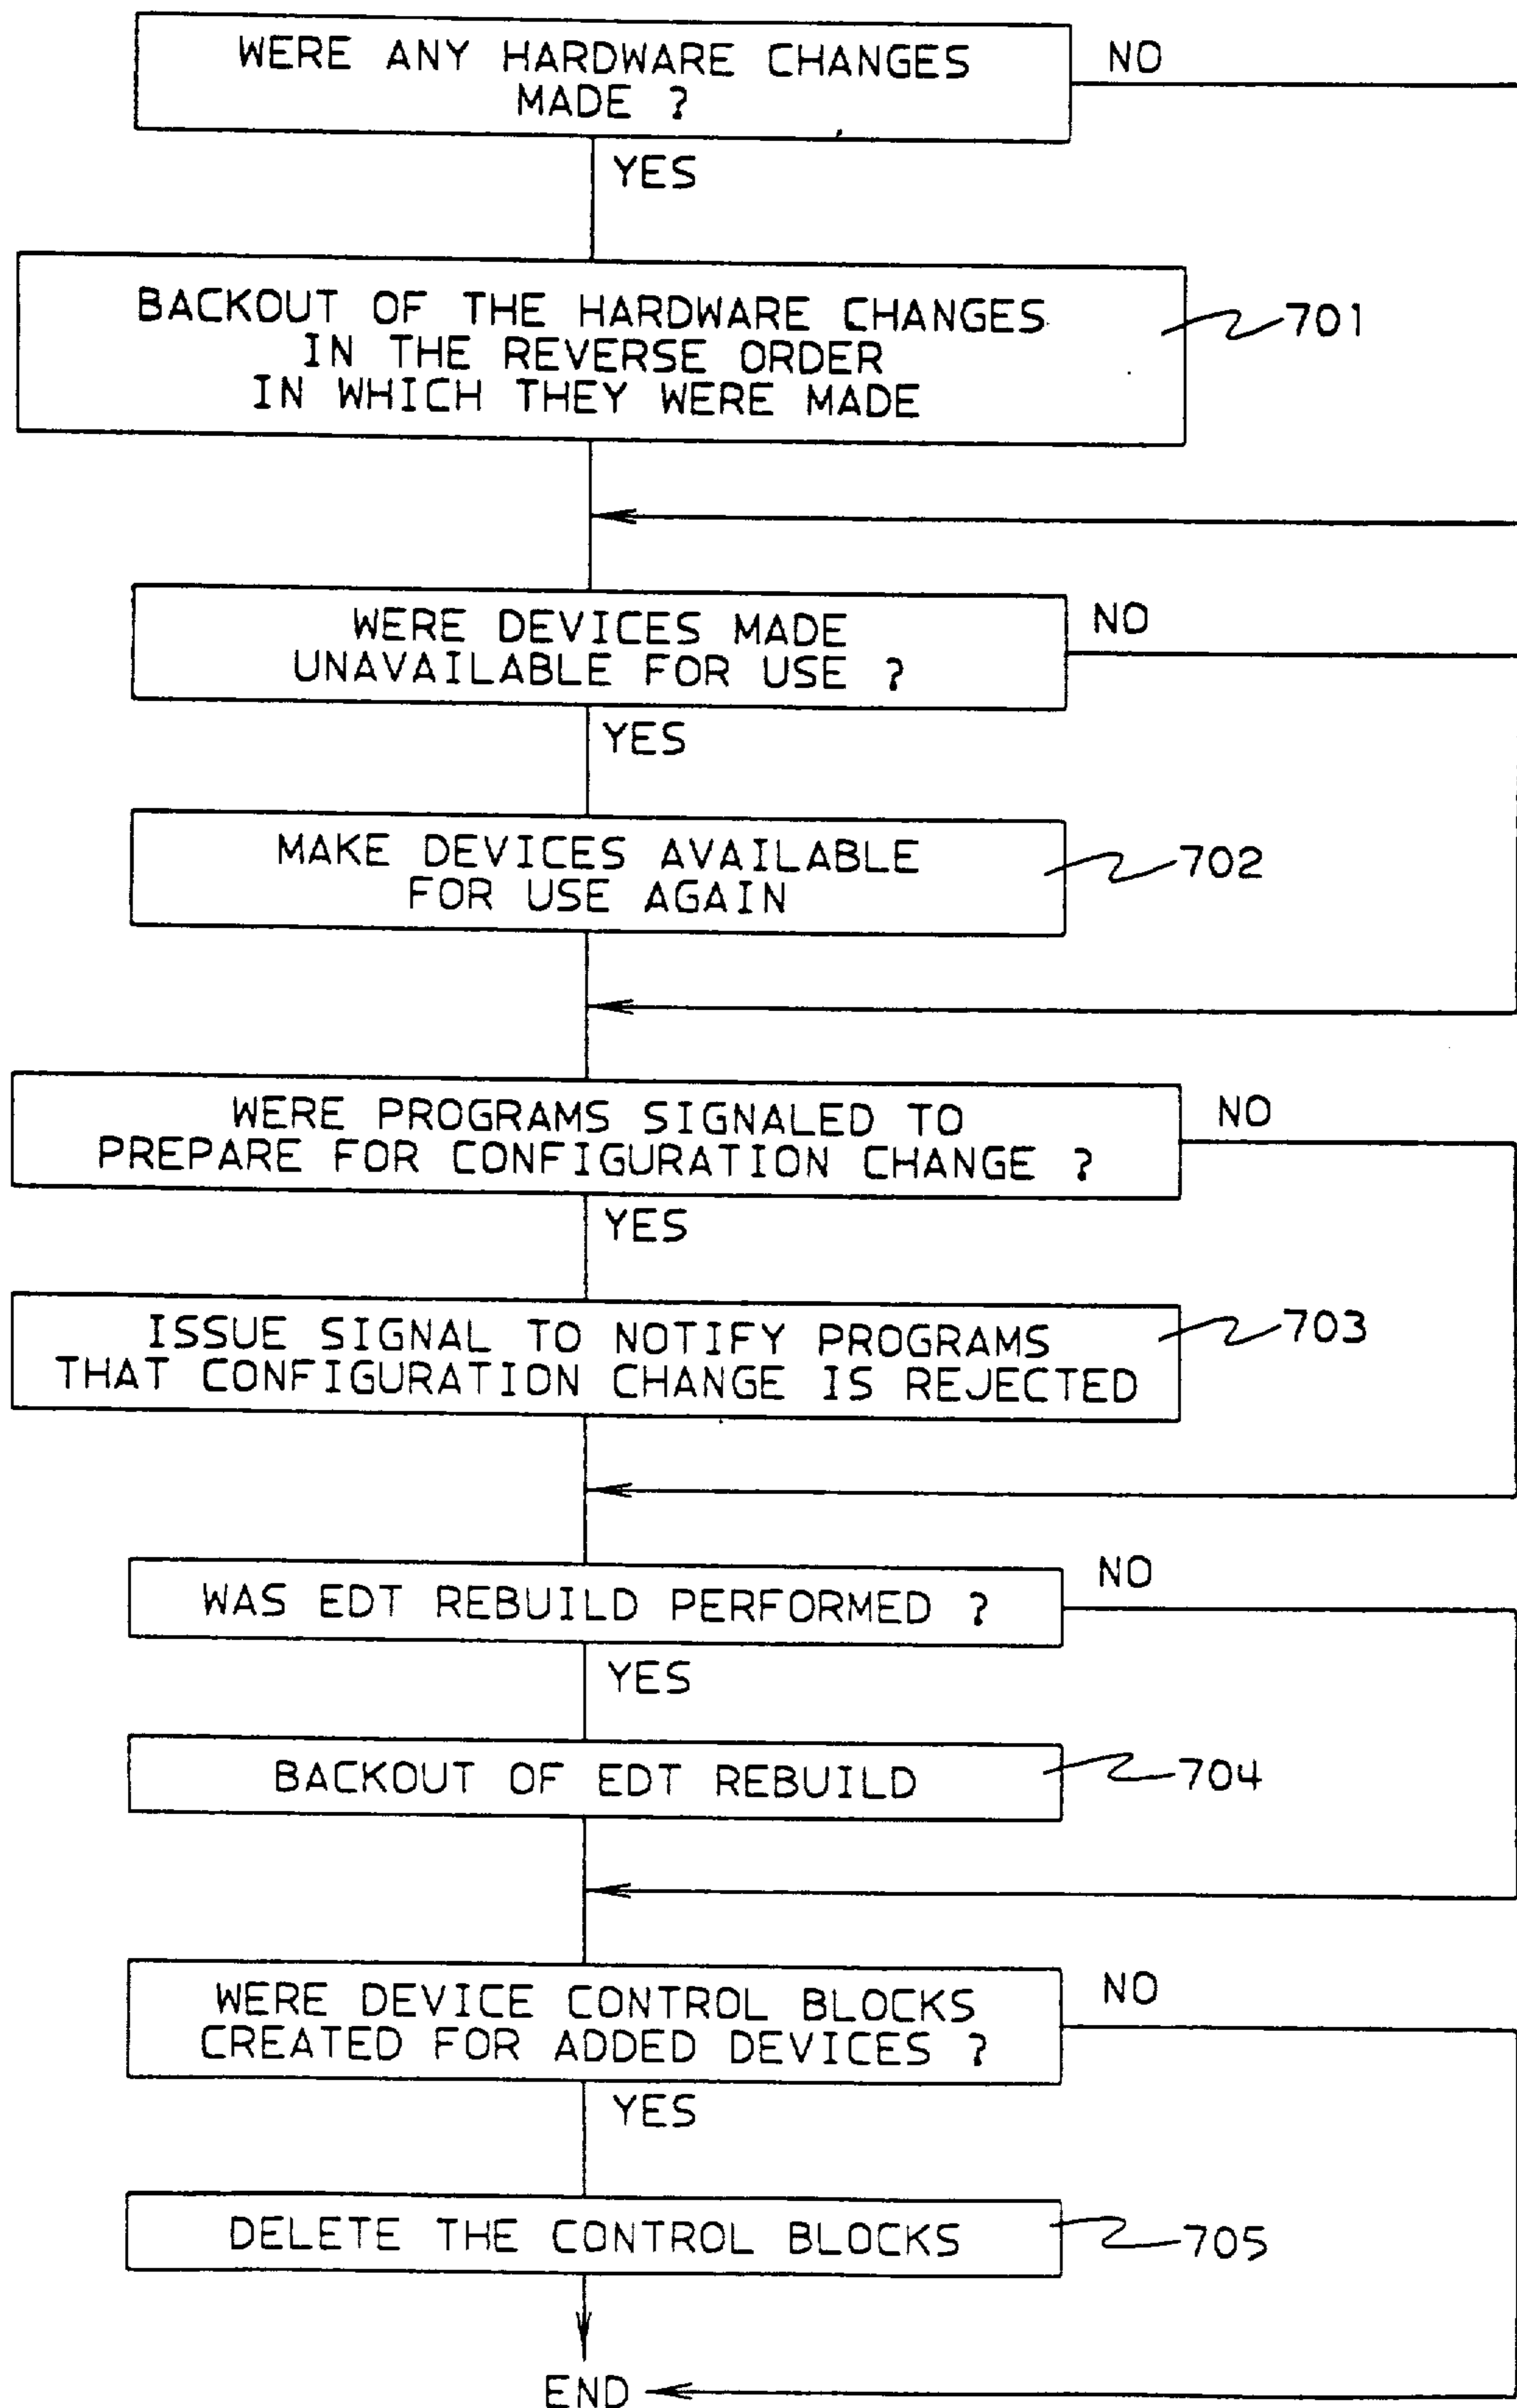 WERE ANY HARDWARE CHANGES
MADE ?
NO
YES
BACKOUT OF THE HARDWARE CHANGES
IN THE REVERSE ORDER
IN WHICH THEY WERE MADE
701
WERE DEVICES MADE
UNAVAILABLE FOR USE ?
NO
YES
MAKE DEVICES AVAILABLE
FOR USE AGAIN
702
WERE PROGRAMS SIGNALED TO
PREPARE FOR CONFIGURATION CHANGE ?
NO
YES
ISSUE SIGNAL TO NOTIFY PROGRAMS
THAT CONFIGURATION CHANGE IS REJECTED
703
WAS EDT REBUILD PERFORMED ?
NO
YES
BACKOUT OF EDT REBUILD
704
WERE DEVICE CONTROL BLOCKS
CREATED FOR ADDED DEVICES ?
NO
YES
DELETE THE CONTROL BLOCKS
705
END